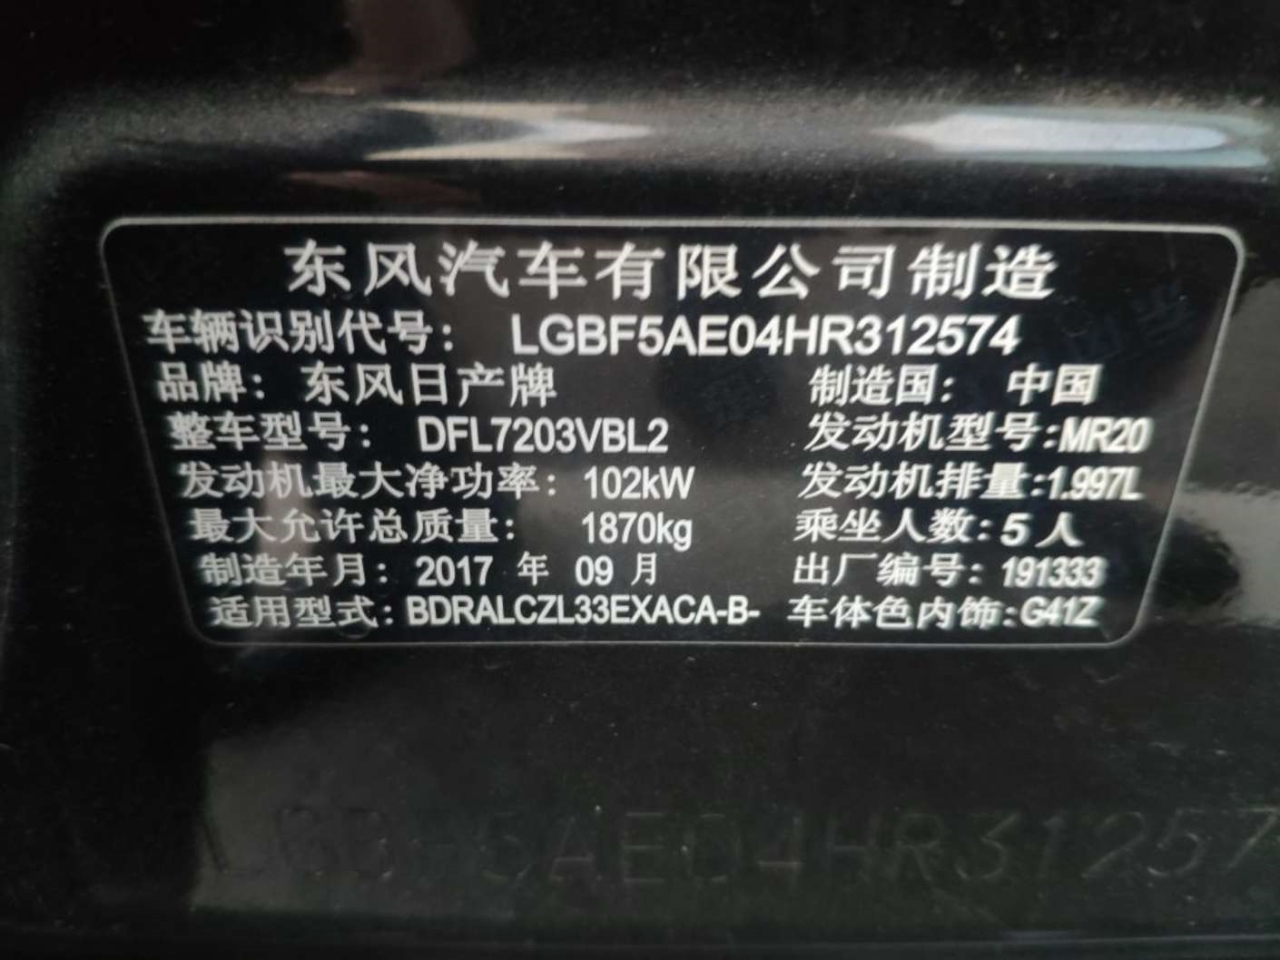 东风汽车有限公司制造
车辆识别代号: LGBF5AE04HR312574
品牌: 东风日产牌 制造国: 中国
整车型号: DFL7203VBL2 发动机型号:MR20
发动机最大净功率: 102kW 发动机排量:1.997L
最大允许总质量: 1870kg 乘坐人数:5人
制造年月: 2017 年 09 月 出厂编号: 191333
适用型式:BDRALCZL33EXACA-B- 车体色内饰:G41Z
5AE04HR31257